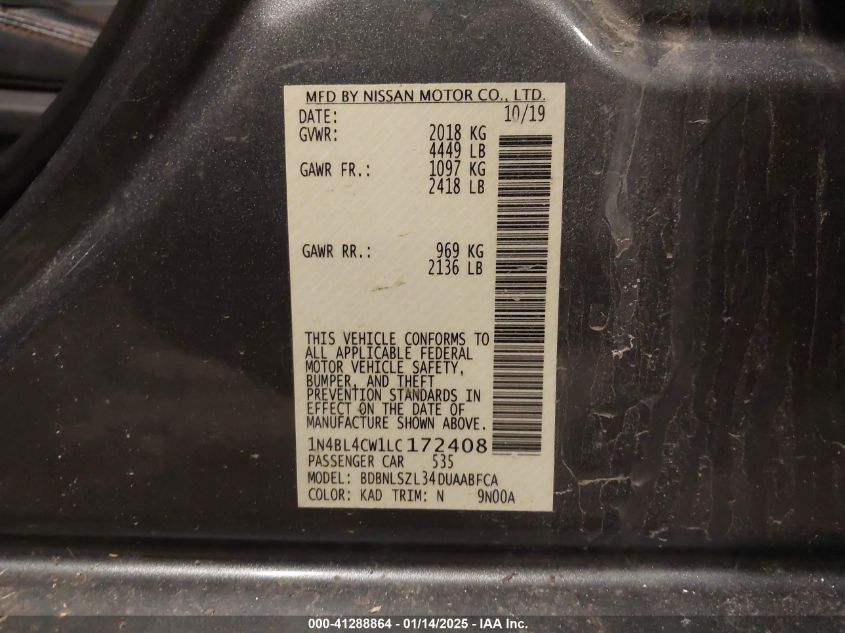 MFD BY NISSAN MOTOR CO., LTD.
DATE: 10/19
GVWR: 2018 KG
4449 LB
GAWR FR.: 1097 KG
2418 LB
GAWR RR.: 969 KG
2136 LB
THIS VEHICLE CONFORMS TO
ALL APPLICABLE FEDERAL
MOTOR VEHICLE SAFETY,
BUMPER, AND THEFT
PREVENTION STANDARDS IN
EFFECT ON THE DATE OF
MANUFACTURE SHOWN ABOVE.
1N4BL4CW1LC172408
PASSENGER CAR 535
MODEL: BDBNLSZL34DUAABFCA
COLOR: KAD TRIM: N 9N00A
000-41288864 - 01/14/2025 - IAA Inc.